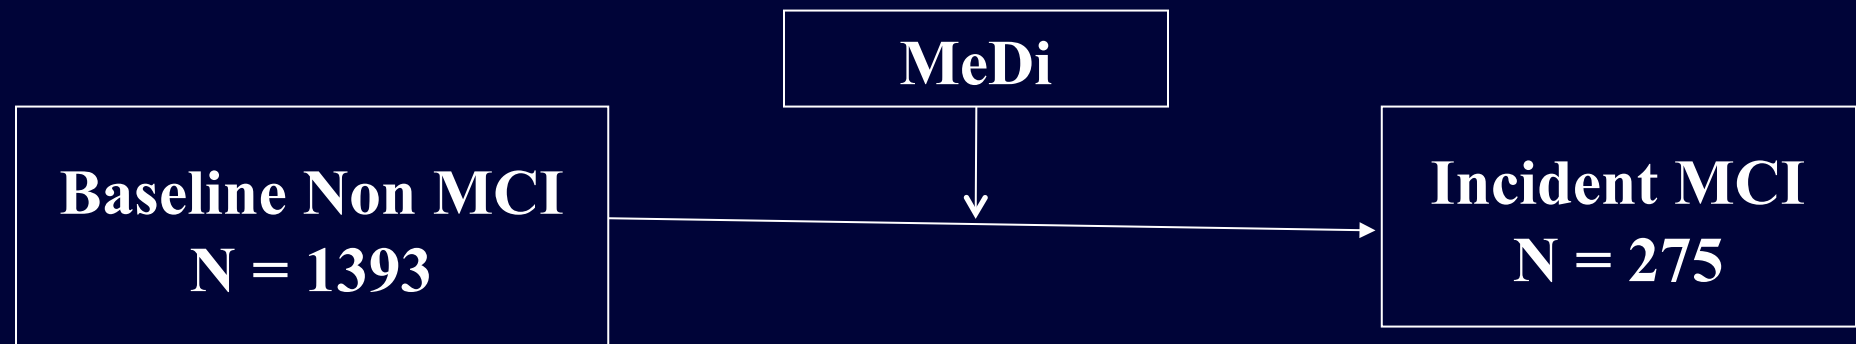 MeDi
Baseline Non MCI
N = 1393
Incident MCI
N = 275